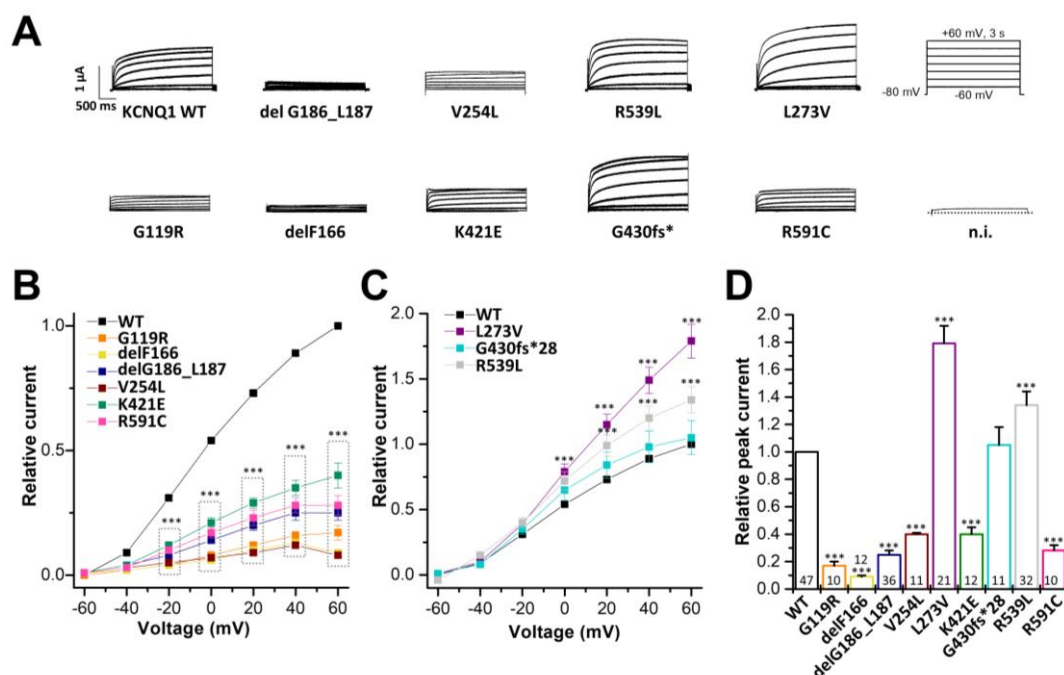 A
1 µA
500 ms
KCNQ1 WT
del G186_L187
V254L
R539L
L273V
+60 mV, 3 s
-80 mV
-60 mV
G119R
delF166
K421E
G430fs*
R591C
n.i.
B
Relative current
1.0
0.5
0.0
WT
G119R
delF166
delG186_L187
V254L
K421E
R591C
***
***
***
***
***
-60 -40 -20 0 20 40 60
Voltage (mV)
C
Relative current
2.0
1.5
1.0
0.5
0.0
WT
L273V
G430fs*28
R539L
***
***
***
***
***
***
***
***
-60 -40 -20 0 20 40 60
Voltage (mV)
D
Relative peak current
2.0
1.8
1.6
1.4
1.2
1.0
0.8
0.6
0.4
0.2
0.0
***
***
***
***
***
***
***
***
47 10 12 36 11 21 12 11 32 10
WT
G119R
delF166
delG186_L187
V254L
L273V
K421E
G430fs*28
R539L
R591C